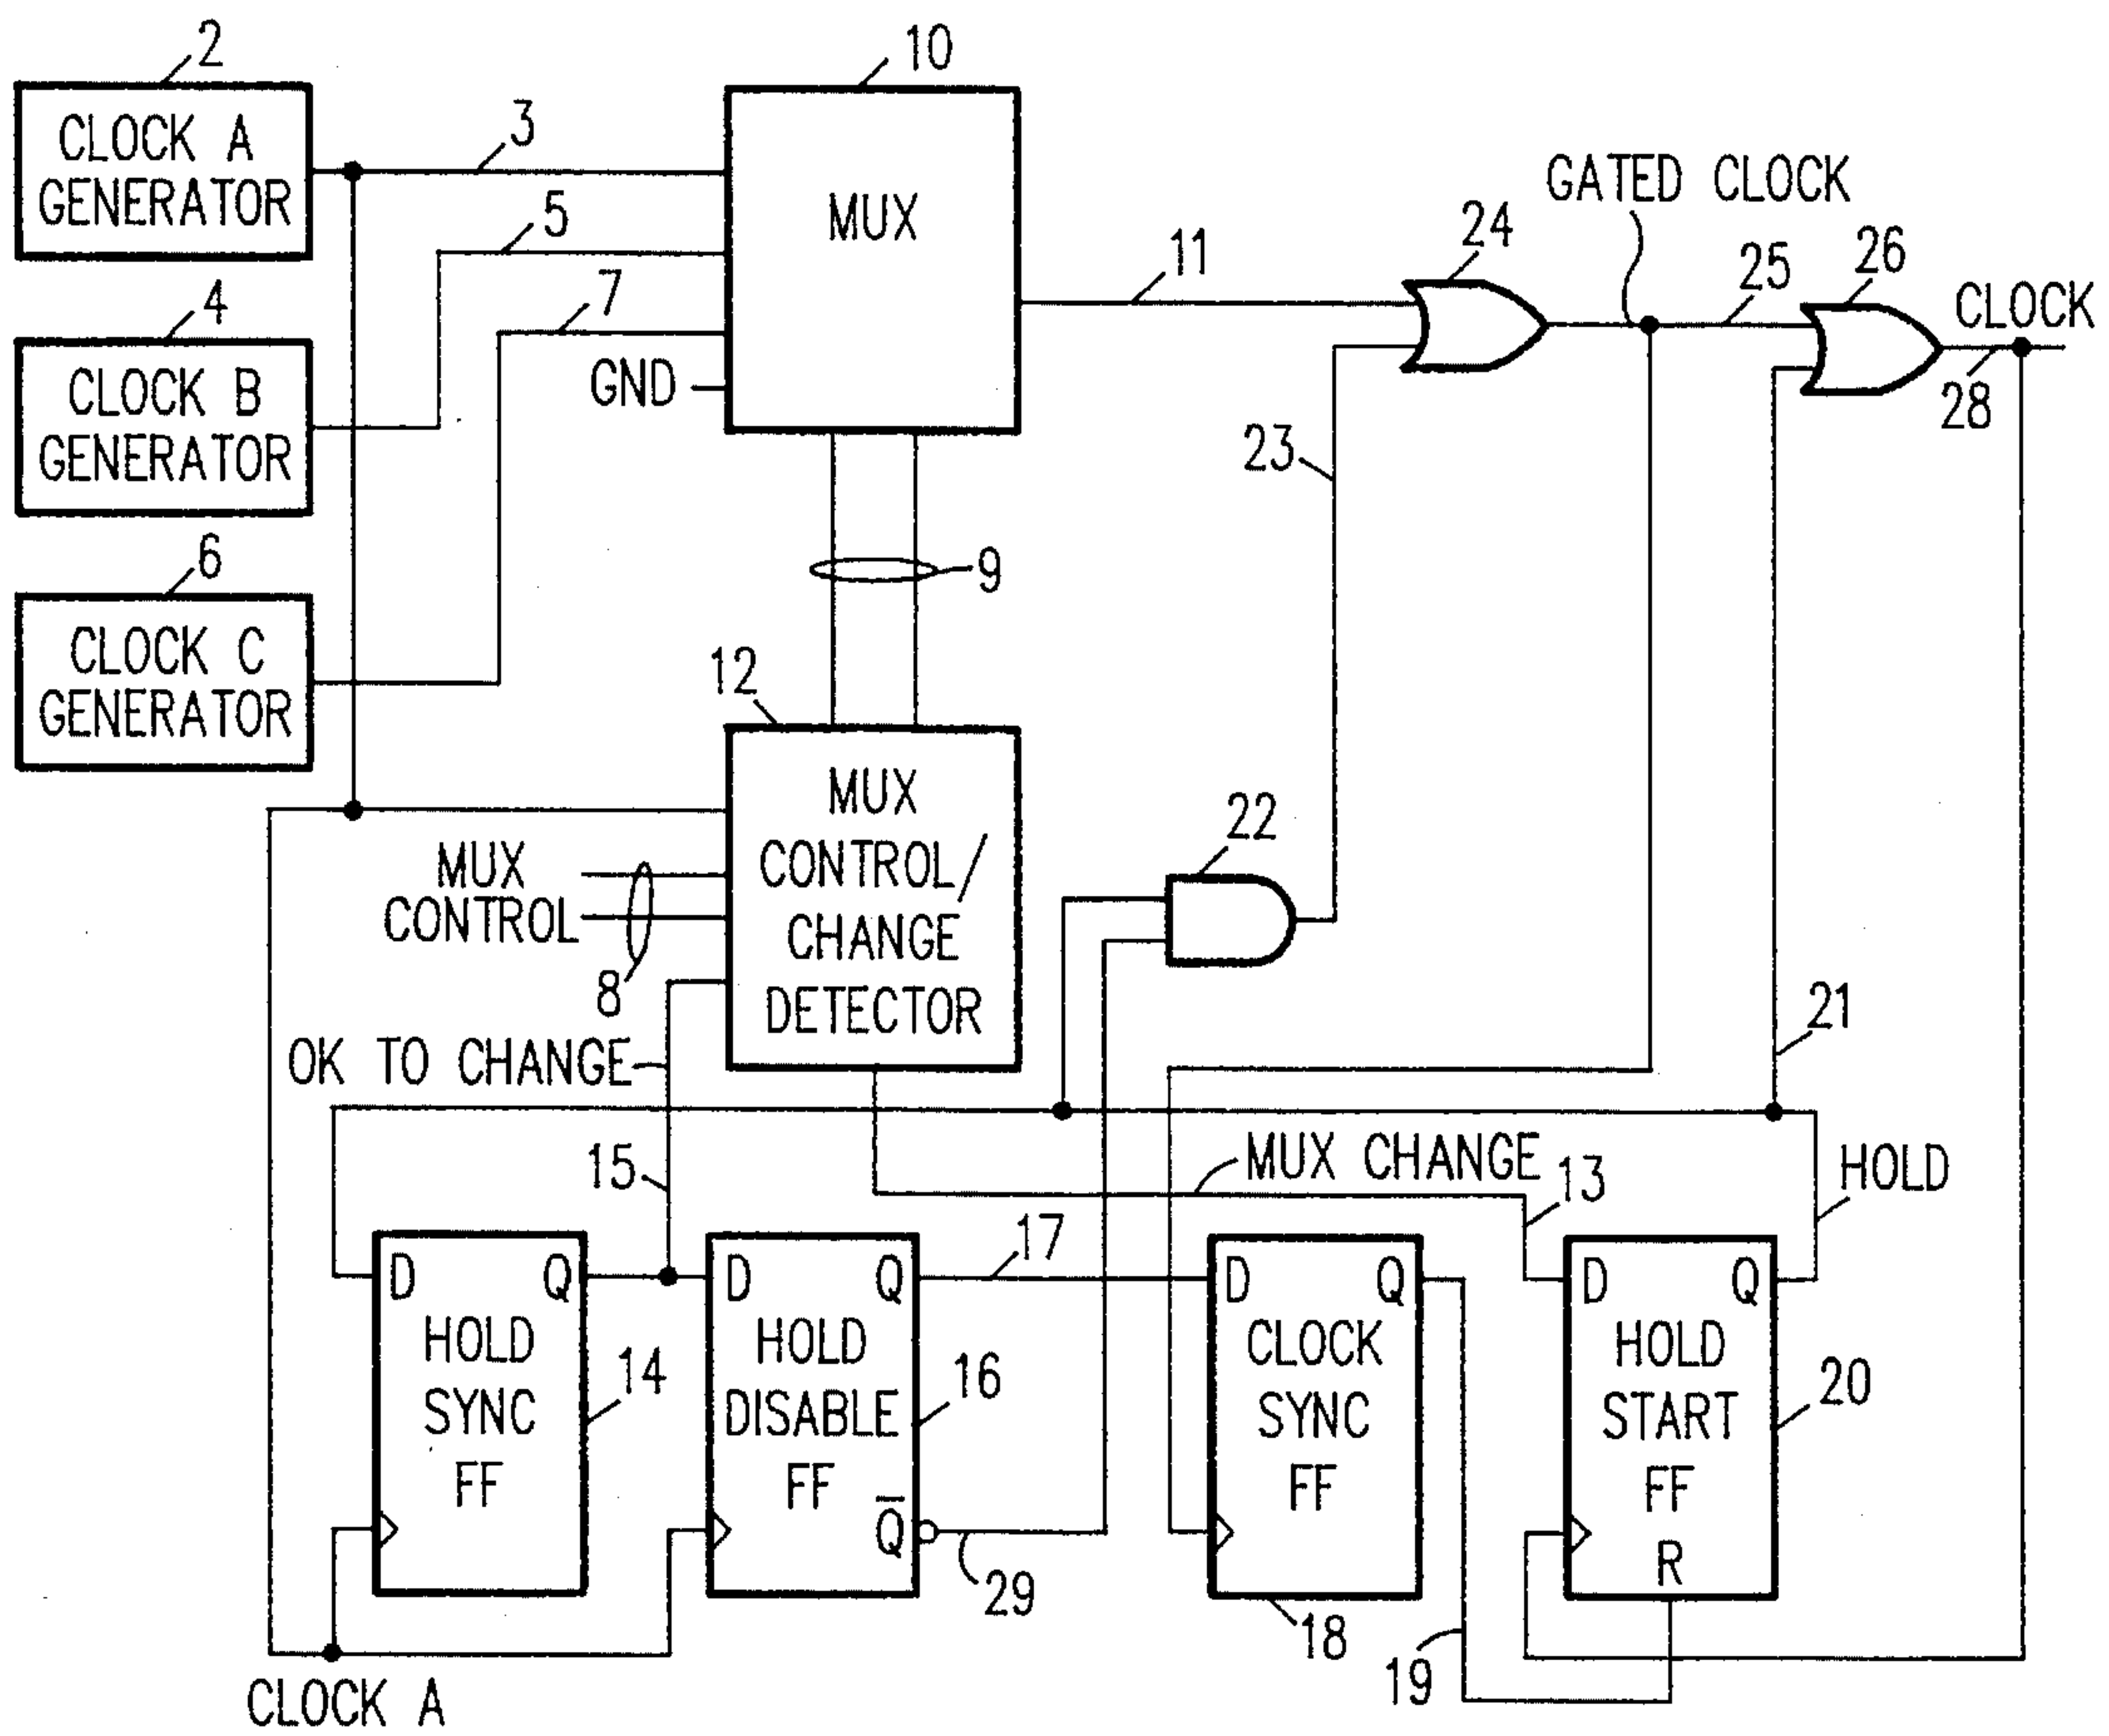 2
CLOCK A
GENERATOR
3
10
MUX
4
CLOCK B
GENERATOR
5
7
GND
6
CLOCK C
GENERATOR
11
24
GATED CLOCK
25
26
CLOCK
28
23
9
12
MUX
CONTROL/
CHANGE
DETECTOR
MUX
CONTROL
8
22
21
OK TO CHANGE
15
MUX CHANGE
13
HOLD
17
D Q
HOLD
SYNC
FF
14
D Q
HOLD
DISABLE
FF
Q̅
16
29
D Q
CLOCK
SYNC
FF
18
D Q
HOLD
START
FF
R
20
19
CLOCK A